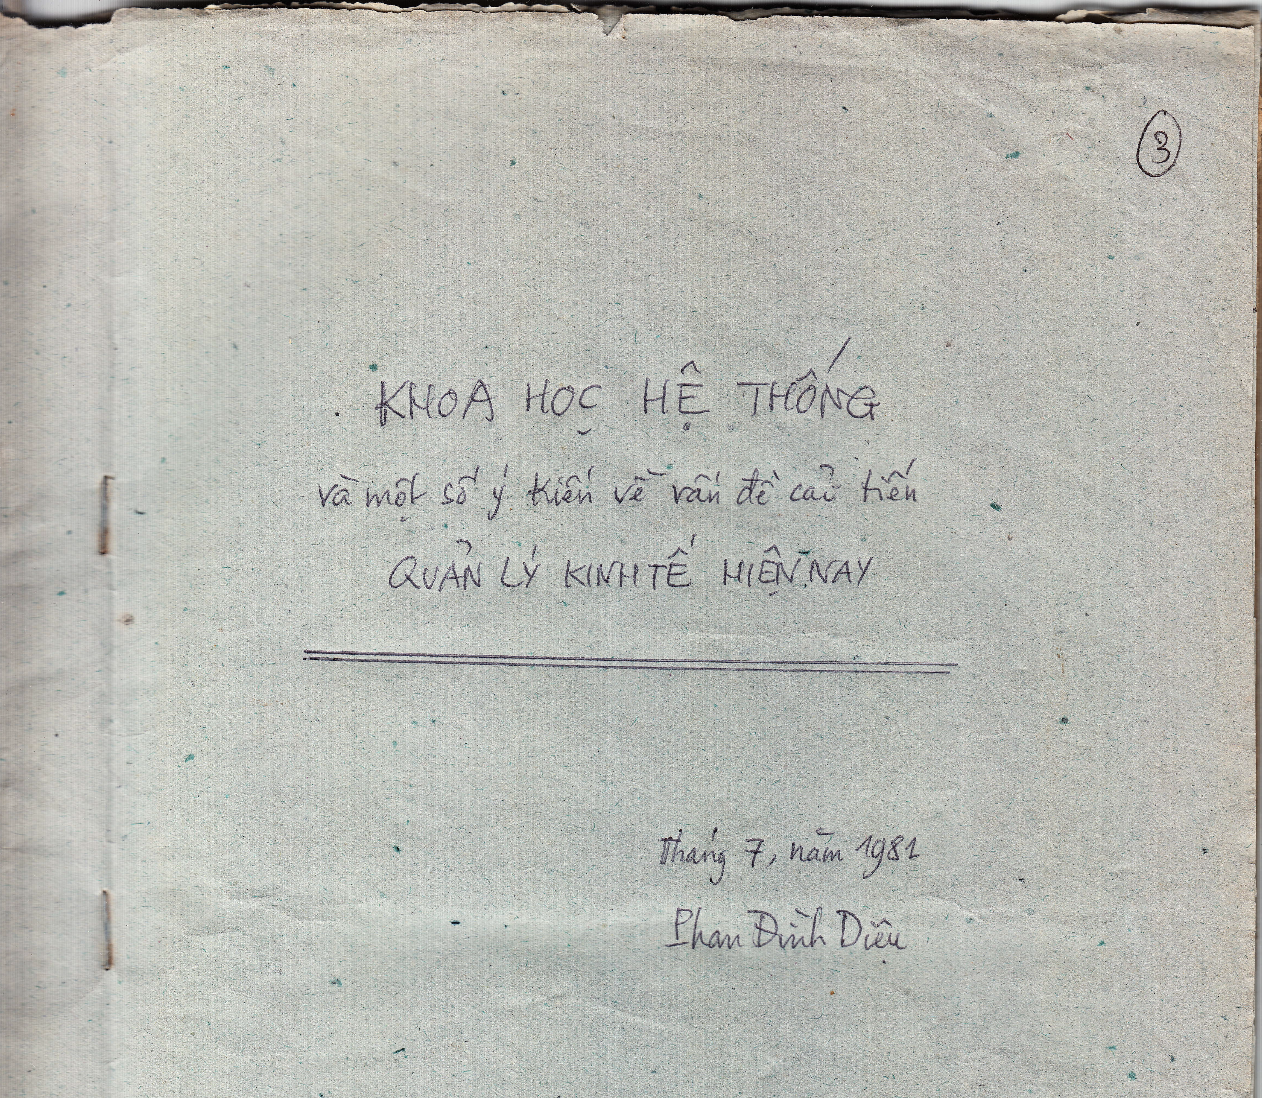 3
KHOA HỌC HỆ THỐNG
và một số ý kiến về vấn đề cải tiến
QUẢN LÝ KINH TẾ HIỆN NAY
Tháng 7, năm 1981
Phan Đình Diệu